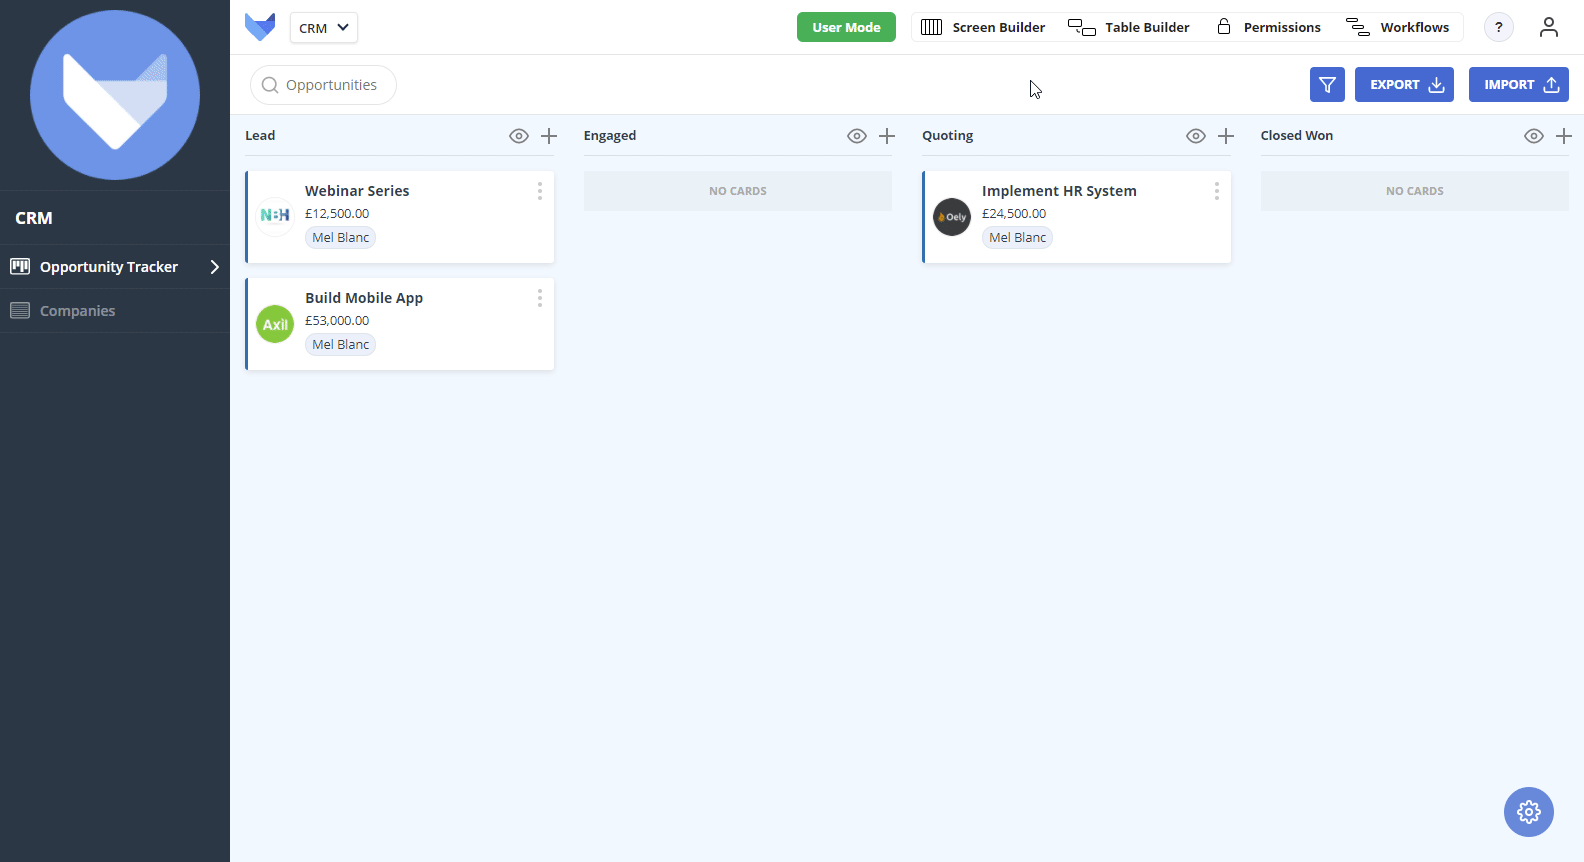 CRM
User Mode
Screen Builder
Table Builder
Permissions
Workflows
?
Opportunities
EXPORT
IMPORT
CRM
Opportunity Tracker
Companies
Lead
Webinar Series
£12,500.00
Mel Blanc
NBH
Build Mobile App
£53,000.00
Mel Blanc
Axil
Engaged
NO CARDS
Quoting
Implement HR System
£24,500.00
Mel Blanc
Oely
Closed Won
NO CARDS